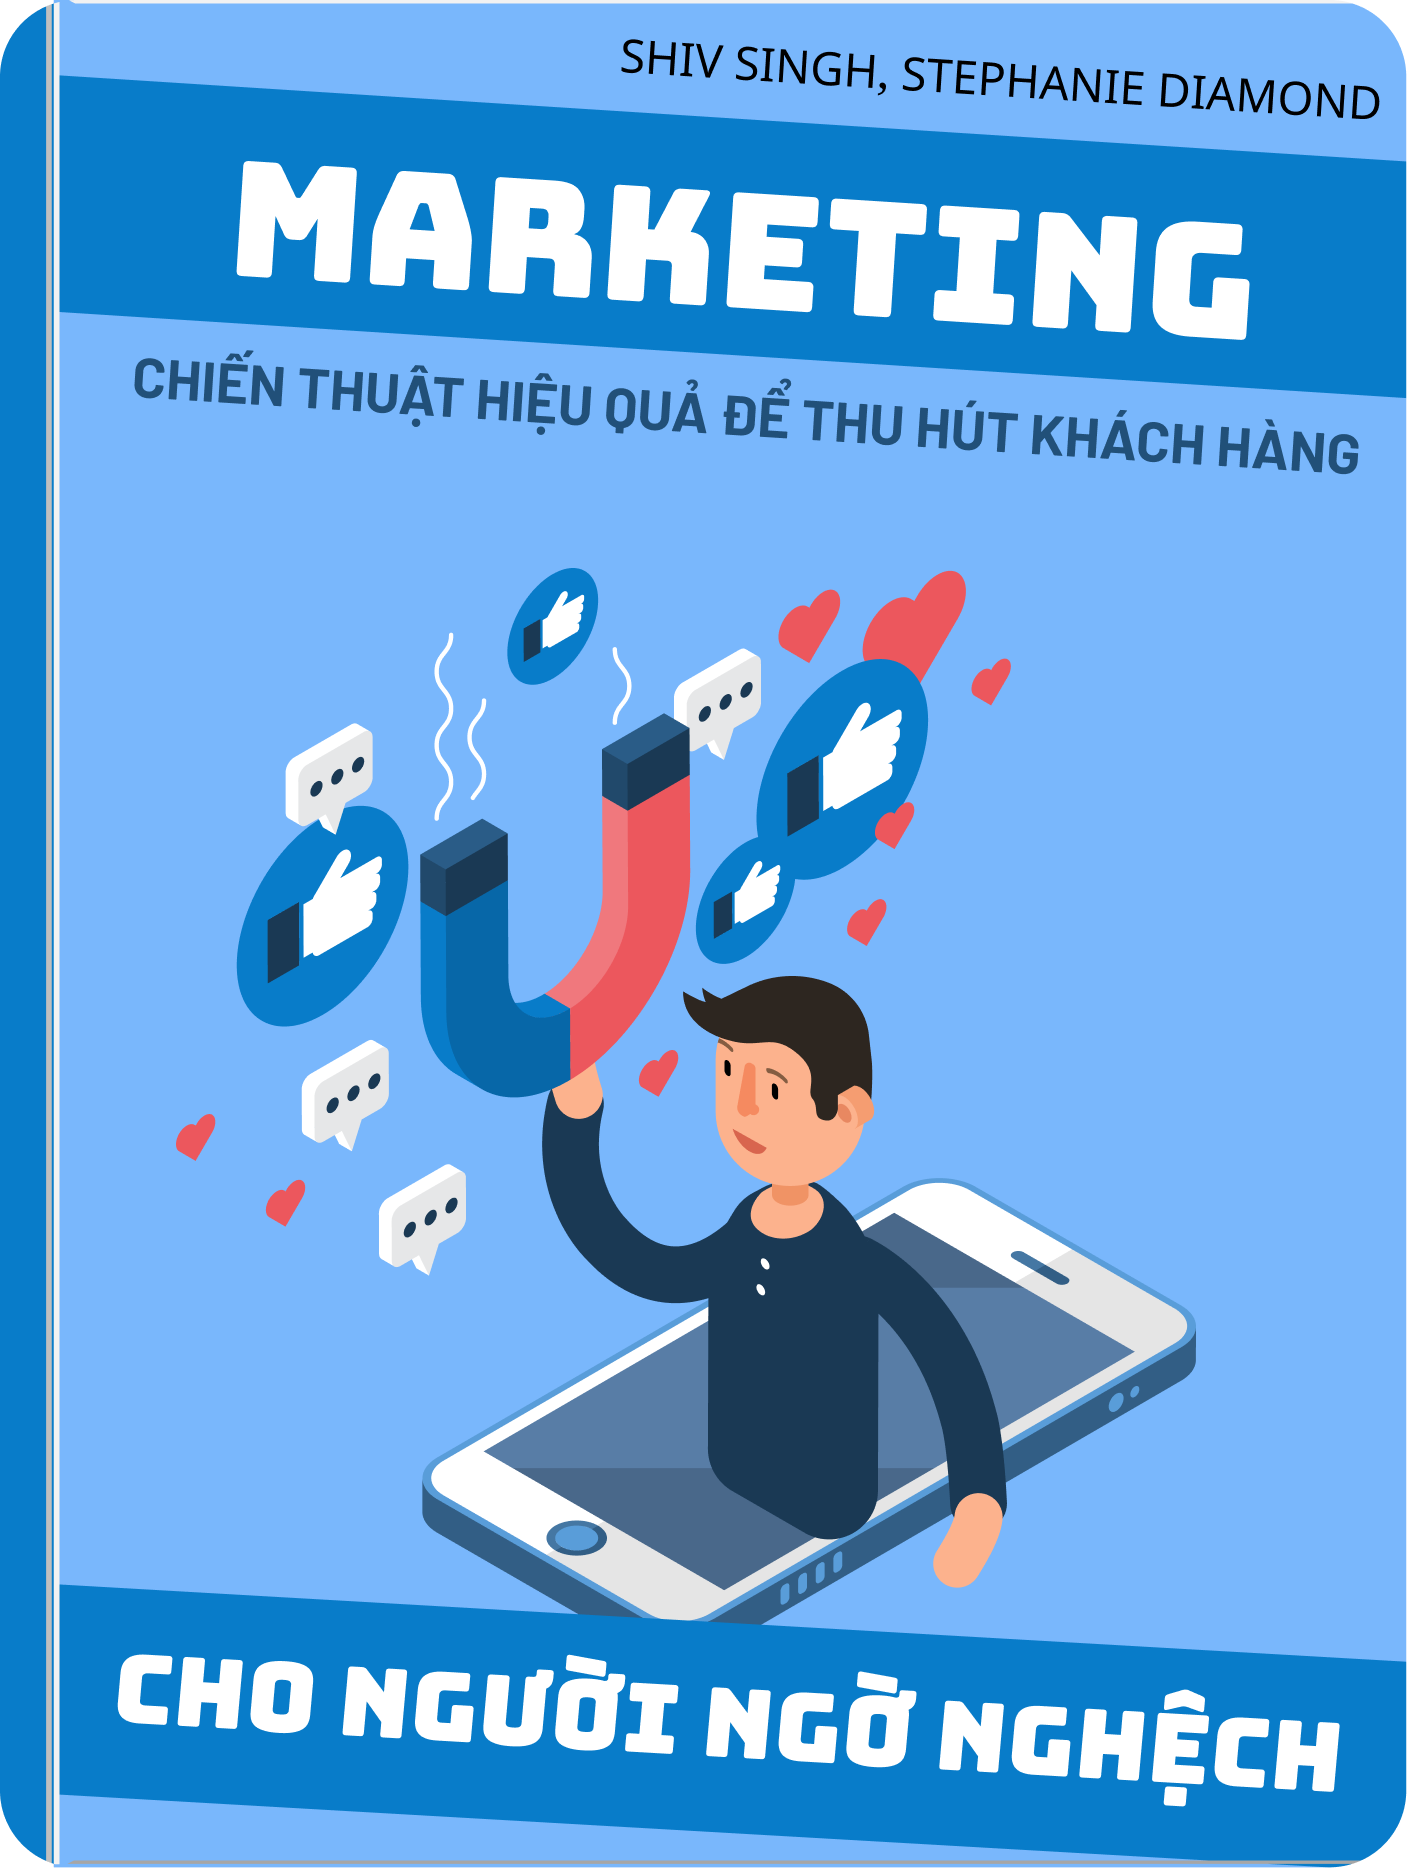 SHIV SINGH, STEPHANIE DIAMOND
MARKETING
CHIẾN THUẬT HIỆU QUẢ ĐỂ THU HÚT KHÁCH HÀNG
CHO NGƯỜI NGỜ NGHỆCH